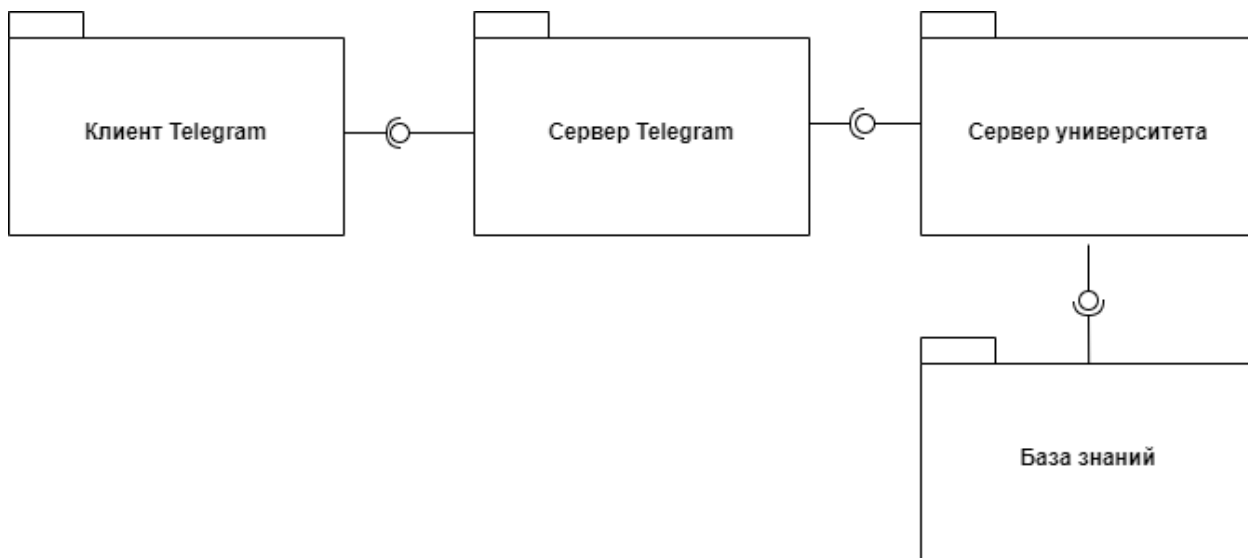 Клиент Telegram
Сервер Telegram
Сервер университета
База знаний